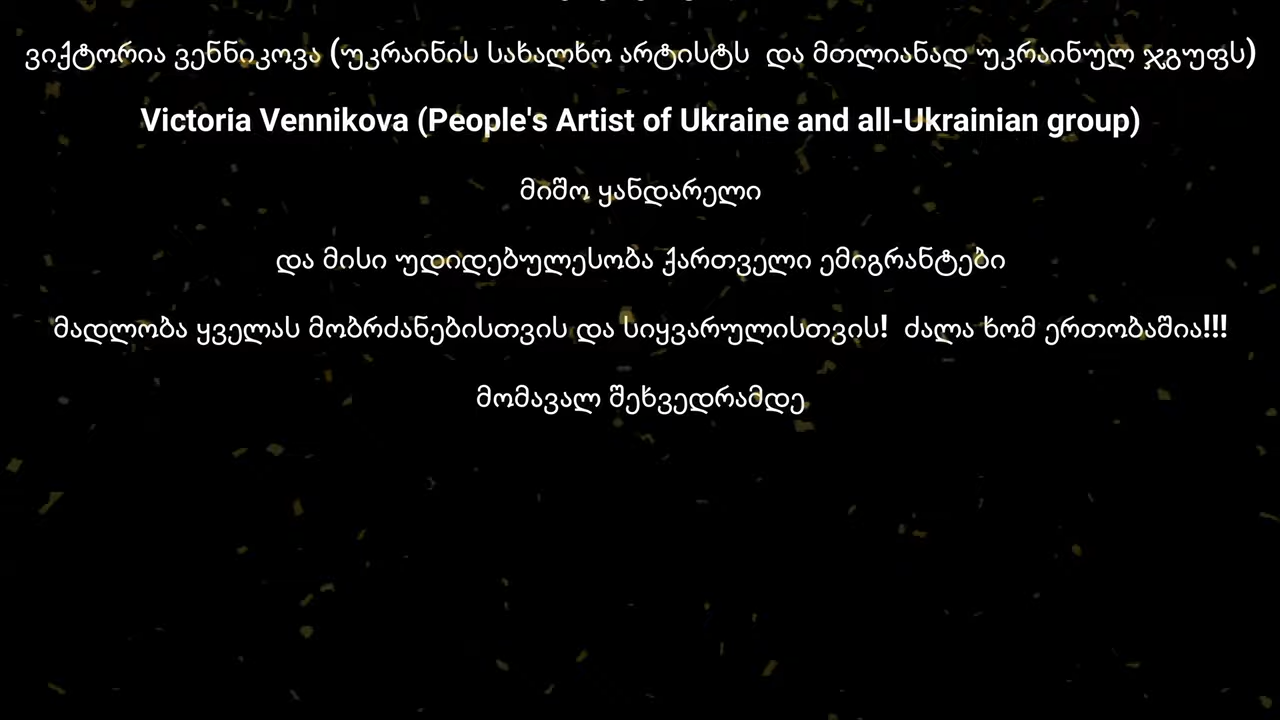 ვიქტორია ვენნიკოვა (უკრაინის სახალხო არტისტს და მთლიანად უკრაინულ ჯგუფს)
Victoria Vennikova (People's Artist of Ukraine and all-Ukrainian group)
მიშო ყანდარელი
და მისი უდიდებულესობა ქართველი ემიგრანტები
მადლობა ყველას მობრძანებისთვის და სიყვარულისთვის! ძალა ხომ ერთობაშია!!!
მომავალ შეხვედრამდე